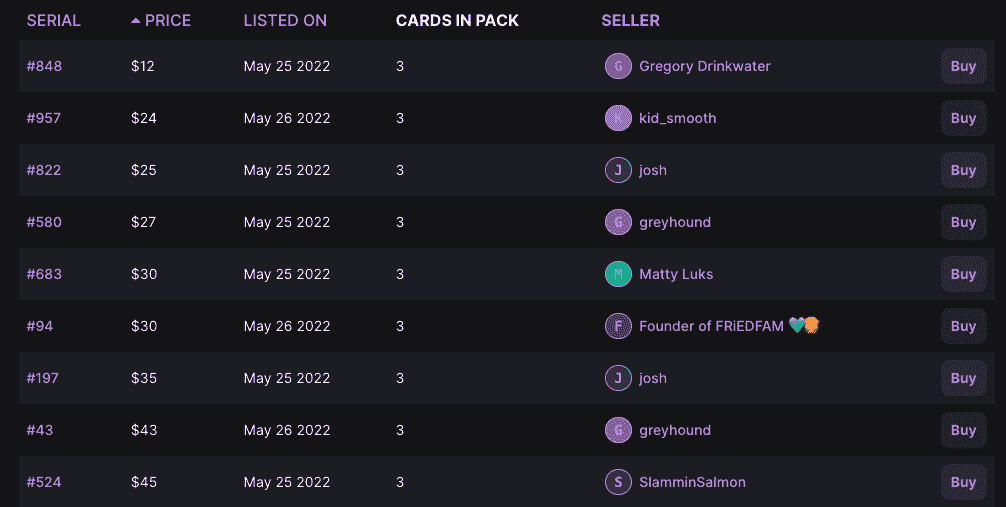 SERIAL PRICE LISTED ON CARDS IN PACK SELLER
#848 $12 May 25 2022 3 G Gregory Drinkwater Buy
#957 $24 May 26 2022 3 K kid_smooth Buy
#822 $25 May 25 2022 3 J josh Buy
#580 $27 May 25 2022 3 G greyhound Buy
#683 $30 May 25 2022 3 M Matty Luks Buy
#94 $30 May 26 2022 3 F Founder of FRiEDFAM Buy
#197 $35 May 25 2022 3 J josh Buy
#43 $43 May 26 2022 3 G greyhound Buy
#524 $45 May 25 2022 3 S SlamminSalmon Buy